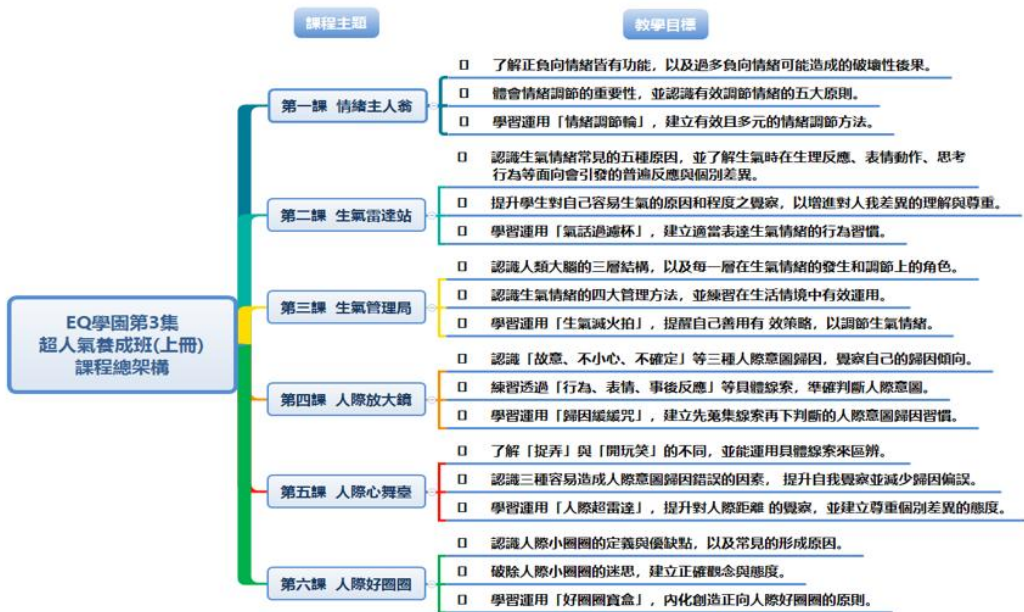 課程主題
教學目標
EQ學園第3集
超人氣養成班(上冊)
課程總架構
第一課 情緒主人翁
了解正負向情緒皆有功能，以及過多負向情緒可能造成的破壞性後果。
體會情緒調節的重要性，並認識有效調節情緒的五大原則。
學習運用「情緒調節輪」，建立有效且多元的情緒調節方法。
第二課 生氣雷達站
認識生氣情緒常見的五種原因，並了解生氣時在生理反應、表情動作、思考
行為等面向會引發的普遍反應與個別差異。
提升學生對自己容易生氣的原因和程度之覺察，以增進對人我差異的理解與尊重。
學習運用「氣話過濾杯」，建立適當表達生氣情緒的行為習慣。
第三課 生氣管理局
認識人類大腦的三層結構，以及每一層在生氣情緒的發生和調節上的角色。
認識生氣情緒的四大管理方法，並練習在生活情境中有效運用。
學習運用「生氣滅火拍」，提醒自己善用有 效策略，以調節生氣情緒。
第四課 人際放大鏡
認識「故意、不小心、不確定」等三種人際意圖歸因，覺察自己的歸因傾向。
練習透過「行為、表情、事後反應」等具體線索，準確判斷人際意圖。
學習運用「歸因緩緩咒」，建立先蒐集線索再下判斷的人際意圖歸因習慣。
第五課 人際心舞臺
了解「捉弄」與「開玩笑」的不同，並能運用具體線索來區辨。
認識三種容易造成人際意圖歸因錯誤的因素， 提升自我覺察並減少歸因偏誤。
學習運用「人際超雷達」，提升對人際距離 的覺察，並建立尊重個別差異的態度。
第六課 人際好圈圈
認識人際小圈圈的定義與優缺點，以及常見的形成原因。
破除人際小圈圈的迷思，建立正確觀念與態度。
學習運用「好圈圈寶盒」，內化創造正向人際好圈圈的原則。